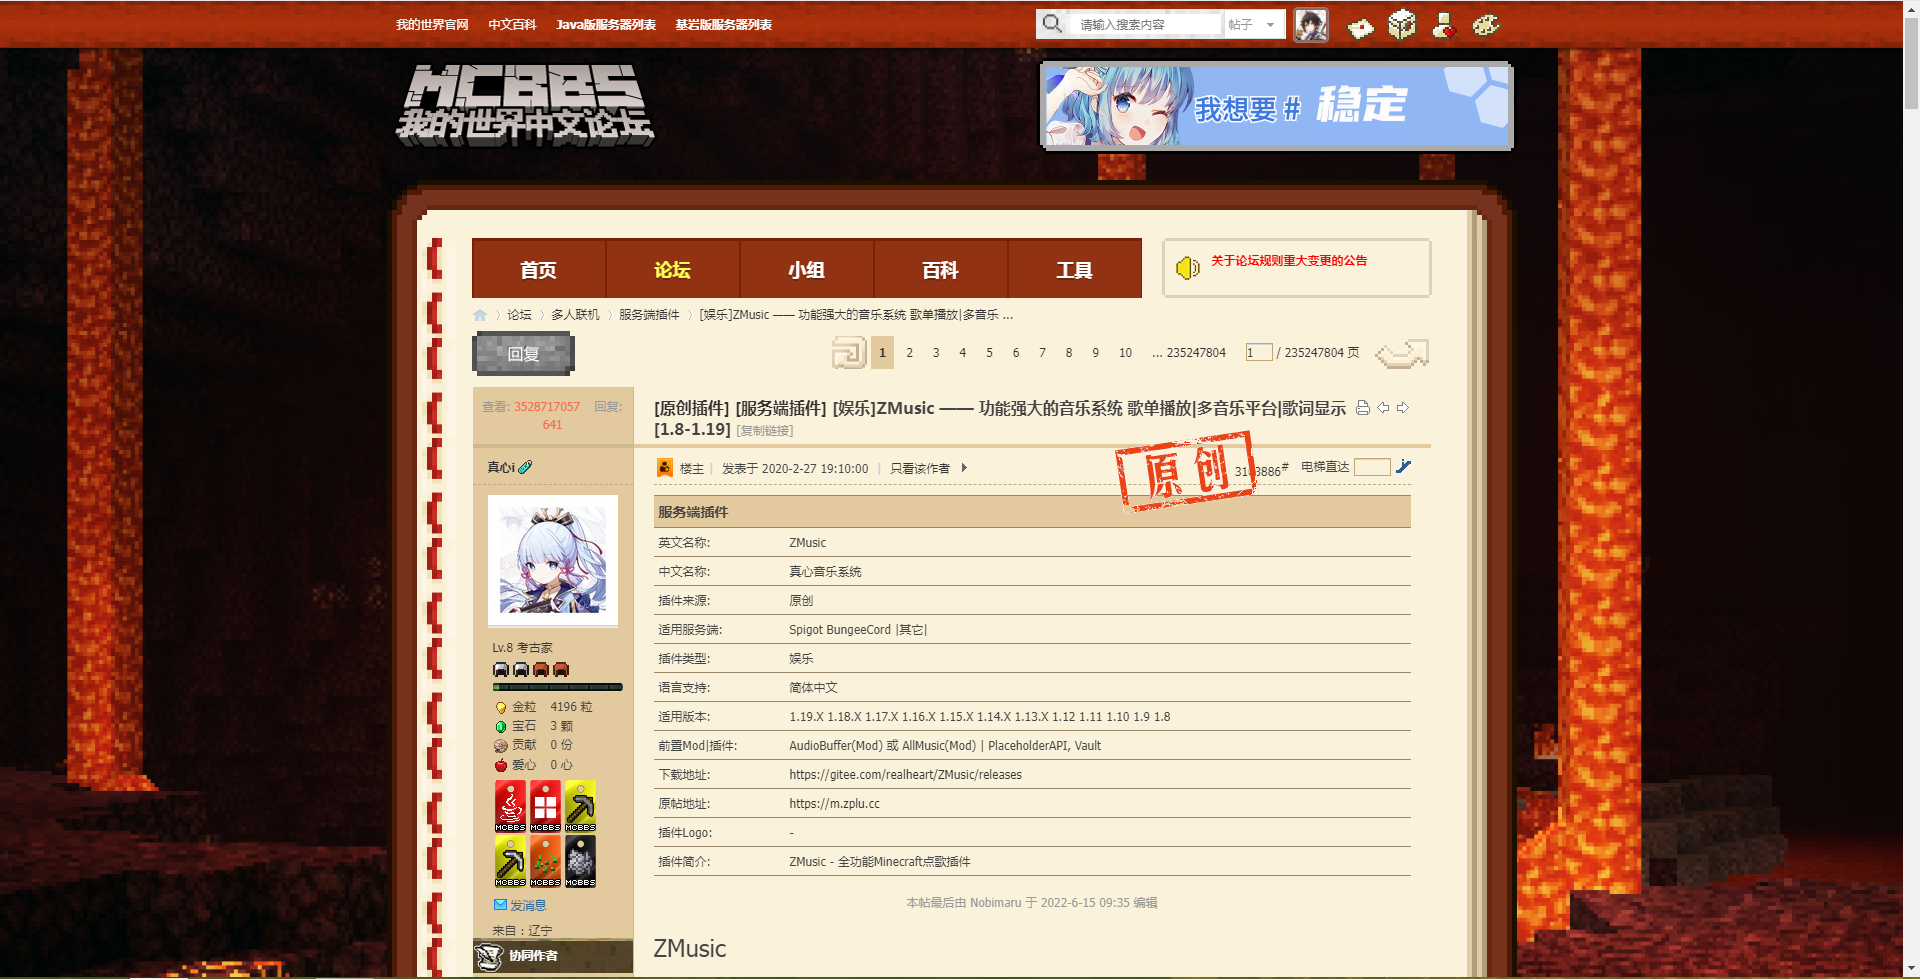 我的世界官网 中文百科 Java版服务器列表 基岩版服务器列表 请输入搜索内容 帖子
MCBBS
我的世界中文论坛
我想要# 稳定
首页 论坛 小组 百科 工具
关于论坛规则重大变更的公告
论坛 › 多人联机 › 服务端插件 › [娱乐]ZMusic —— 功能强大的音乐系统 歌单播放|多音乐 ...
回复
1 2 3 4 5 6 7 8 9 10 ... 235247804 1 / 235247804 页
查看: 3528717057 回复: 641
[原创插件] [服务端插件] [娱乐]ZMusic —— 功能强大的音乐系统 歌单播放|多音乐平台|歌词显示
[1.8-1.19] [复制链接]
真心i
楼主 | 发表于 2020-2-27 19:10:00 | 只看该作者
原创
电梯直达
服务端插件
英文名称: ZMusic
中文名称: 真心音乐系统
插件来源: 原创
适用服务端: Spigot BungeeCord |其它|
插件类型: 娱乐
语言支持: 简体中文
适用版本: 1.19.X 1.18.X 1.17.X 1.16.X 1.15.X 1.14.X 1.13.X 1.12 1.11 1.10 1.9 1.8
前置Mod|插件: AudioBuffer(Mod) 或 AllMusic(Mod) | PlaceholderAPI, Vault
下载地址: https://gitee.com/realheart/ZMusic/releases
原帖地址: https://m.zplu.cc
插件Logo: -
插件简介: ZMusic - 全功能Minecraft点歌插件
Lv.8 考古家
金粒 4196 粒
宝石 3 颗
贡献 0 份
爱心 0 心
MCBBS MCBBS MCBBS
MCBBS MCBBS MCBBS
发消息
来自：辽宁
协同作者
本帖最后由 Nobimaru 于 2022-6-15 09:35 编辑
ZMusic